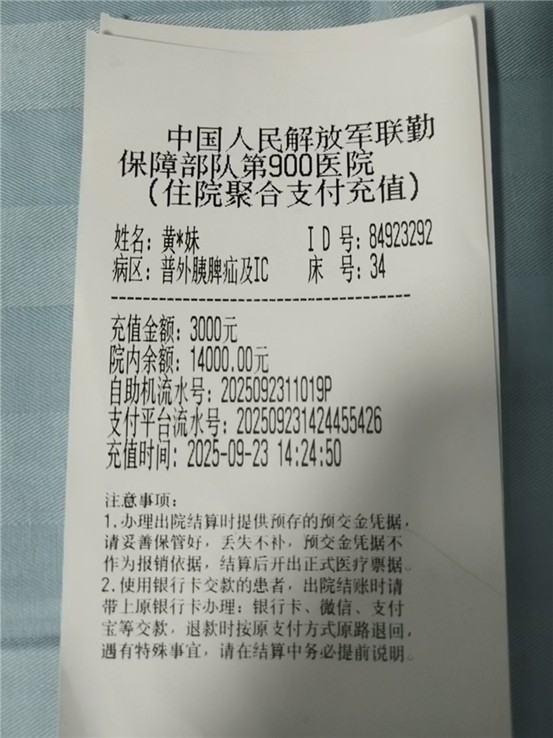 中国人民解放军联勤
保障部队第900医院
(住院聚合支付充值)
姓名: 黄*妹 ID号: 84923292
病区: 普外胰脾疝及IC 床 号: 34
充值金额: 3000元
院内余额: 14000.00元
自助机流水号: 2025092311019P
支付平台流水号: 202509231424455426
充值时间: 2025-09-23 14:24:50
注意事项:
1.办理出院结算时提供预存的预交金凭据,
请妥善保管好, 丢失不补, 预交金凭据不
作为报销依据, 结算后开出正式医疗票据。
2.使用银行卡交款的患者, 出院结账时请
带上原银行卡办理: 银行卡、微信、支付
宝等交款, 退款时按原支付方式原路退回,
遇有特殊事宜, 请在结算中务必提前说明。